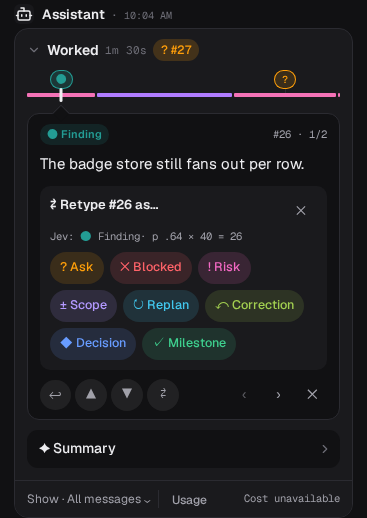 Assistant · 10:04 AM
Worked 1m 30s ? #27
?
Finding #26 · 1/2
The badge store still fans out per row.
Retype #26 as…
Jev: Finding· p .64 × 40 = 26
? Ask ✕ Blocked ! Risk
± Scope Replan Correction
Decision ✓ Milestone
Summary
Show · All messages Usage Cost unavailable